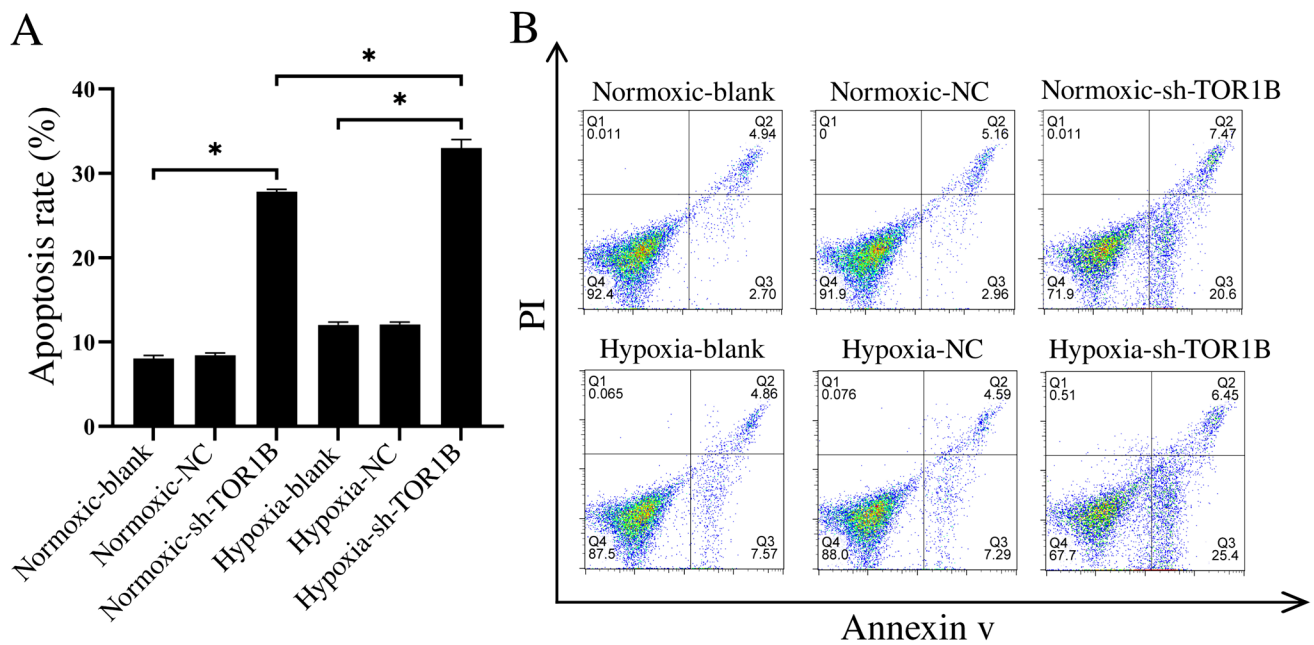 A
Apoptosis rate (%)
40
30
20
10
0
*
*
*
Normoxic-blank
Normoxic-NC
Normoxic-sh-TOR1B
Hypoxia-blank
Hypoxia-NC
Hypoxia-sh-TOR1B
B
PI
Annexin v
Normoxic-blank
Q1
0.011
Q2
4.94
Q4
92.4
Q3
2.70
Normoxic-NC
Q1
0
Q2
5.16
Q4
91.9
Q3
2.96
Normoxic-sh-TOR1B
Q1
0.011
Q2
7.47
Q4
71.9
Q3
20.6
Hypoxia-blank
Q1
0.065
Q2
4.86
Q4
87.5
Q3
7.57
Hypoxia-NC
Q1
0.076
Q2
4.59
Q4
88.0
Q3
7.29
Hypoxia-sh-TOR1B
Q1
0.51
Q2
6.45
Q4
67.7
Q3
25.4